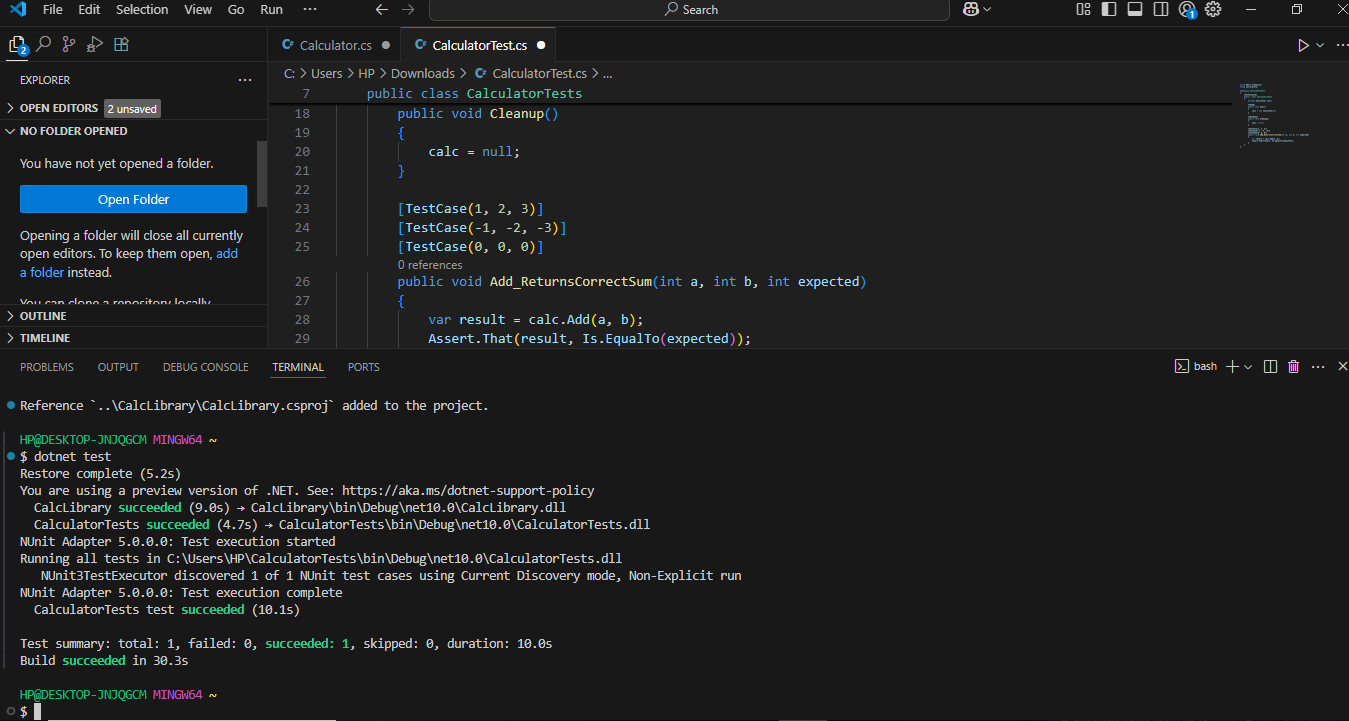 File Edit Selection View Go Run ··· Search
Calculator.cs CalculatorTest.cs
2
1
EXPLORER ···
OPEN EDITORS 2 unsaved
NO FOLDER OPENED
You have not yet opened a folder.
Open Folder
Opening a folder will close all currently
open editors. To keep them open, add
a folder instead.
You can clone a repository locally
OUTLINE
TIMELINE
C: > Users > HP > Downloads > CalculatorTest.cs > ...
7 public class CalculatorTests
18 public void Cleanup()
19 {
20 calc = null;
21 }
22
23 [TestCase(1, 2, 3)]
24 [TestCase(-1, -2, -3)]
25 [TestCase(0, 0, 0)]
0 references
26 public void Add_ReturnsCorrectSum(int a, int b, int expected)
27 {
28 var result = calc.Add(a, b);
29 Assert.That(result, Is.EqualTo(expected));
PROBLEMS OUTPUT DEBUG CONSOLE TERMINAL PORTS bash
Reference `..\CalcLibrary\CalcLibrary.csproj` added to the project.
HP@DESKTOP-JNJQGCM MINGW64 ~
$ dotnet test
Restore complete (5.2s)
You are using a preview version of .NET. See: https://aka.ms/dotnet-support-policy
CalcLibrary succeeded (9.0s) → CalcLibrary\bin\Debug\net10.0\CalcLibrary.dll
CalculatorTests succeeded (4.7s) → CalculatorTests\bin\Debug\net10.0\CalculatorTests.dll
NUnit Adapter 5.0.0.0: Test execution started
Running all tests in C:\Users\HP\CalculatorTests\bin\Debug\net10.0\CalculatorTests.dll
NUnit3TestExecutor discovered 1 of 1 NUnit test cases using Current Discovery mode, Non-Explicit run
NUnit Adapter 5.0.0.0: Test execution complete
CalculatorTests test succeeded (10.1s)
Test summary: total: 1, failed: 0, succeeded: 1, skipped: 0, duration: 10.0s
Build succeeded in 30.3s
HP@DESKTOP-JNJQGCM MINGW64 ~
$